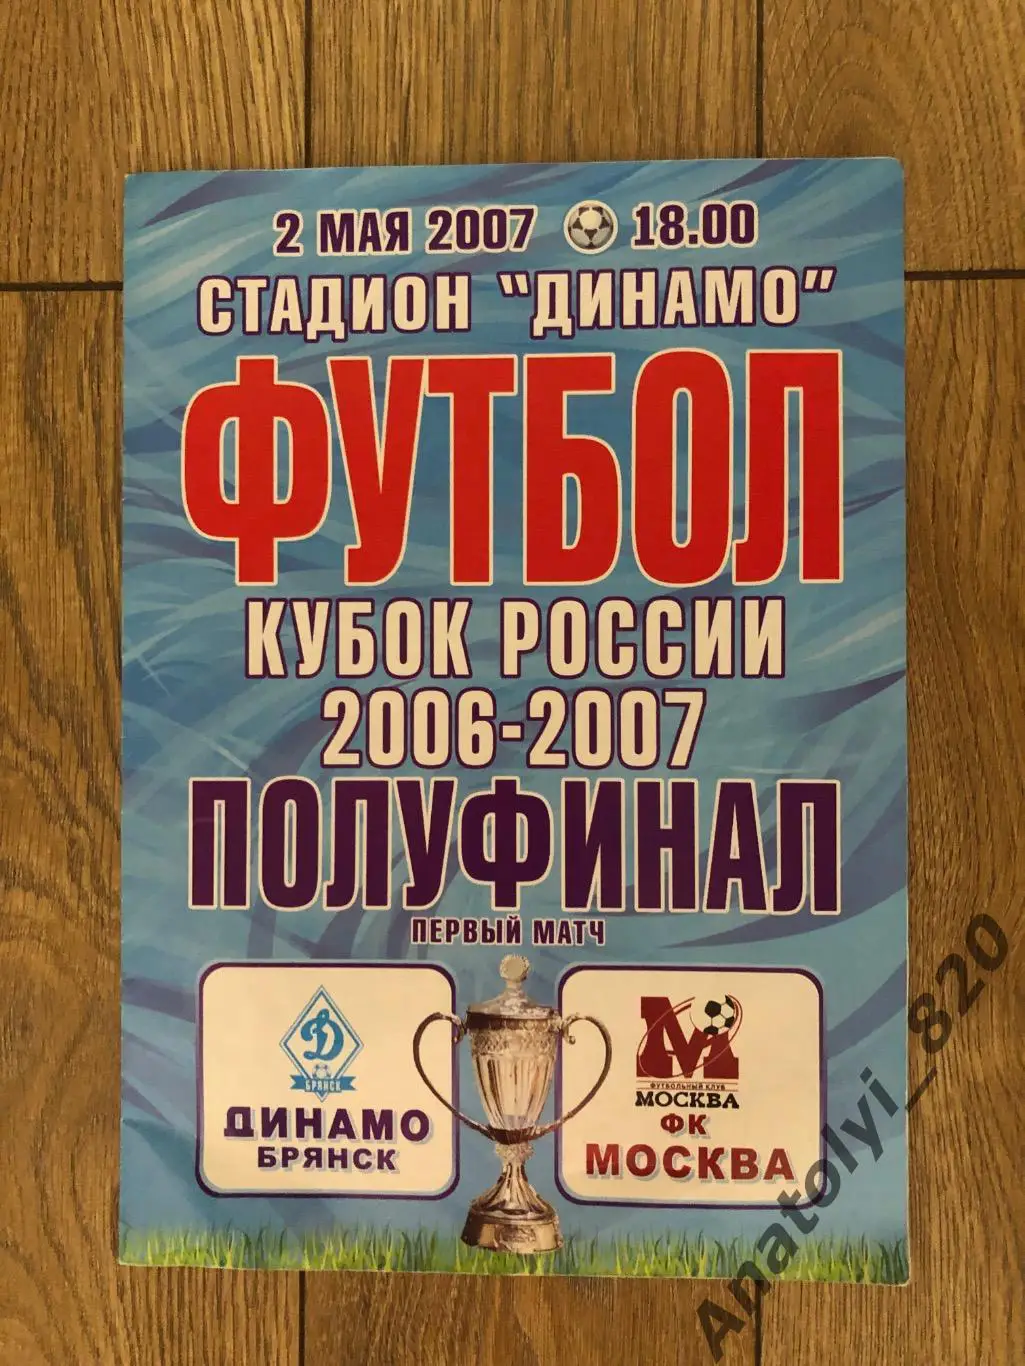 2 МАЯ 2007 18.00
СТАДИОН "ДИНАМО"
ФУТБОЛ
КУБОК РОССИИ
2006-2007
ПОЛУФИНАЛ
ПЕРВЫЙ МАТЧ
Д
БРЯНСК
ДИНАМО
БРЯНСК
М
ФУТБОЛЬНЫЙ КЛУБ
МОСКВА
ФК
МОСКВА
Anatolyi_820